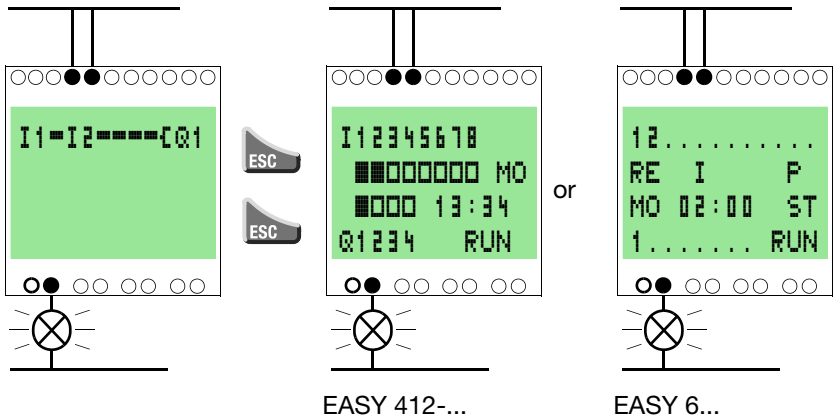 I1-I2----[Q1
ESC
ESC
I12345678
MO
13:34
Q1234 RUN
or
12..........
RE I P
MO 02:00 ST
1....... RUN
EASY 412-...
EASY 6...